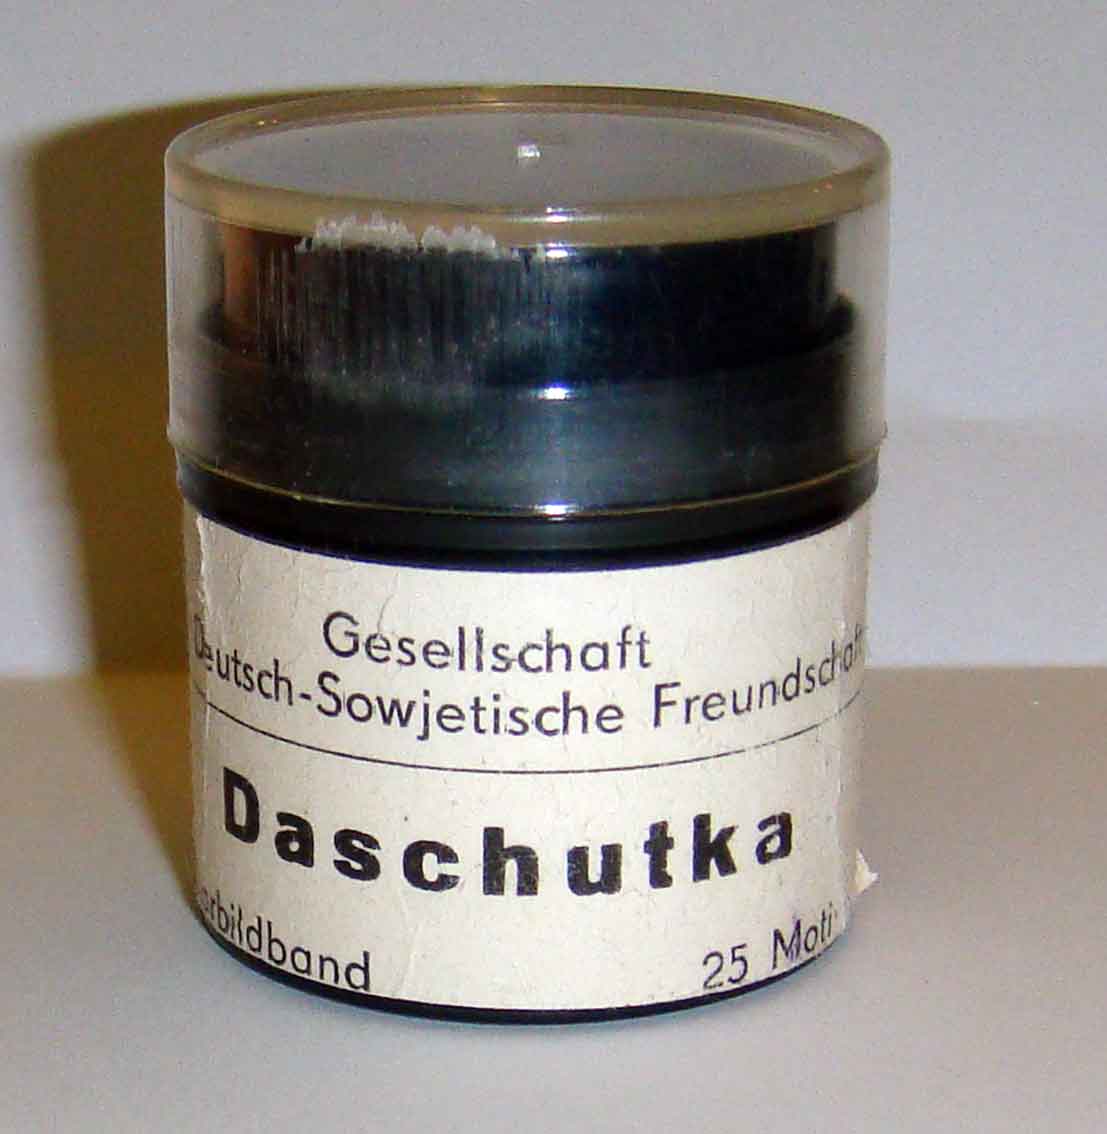 Gesellschaft
Deutsch-Sowjetische Freundschaft
Daschutka
25